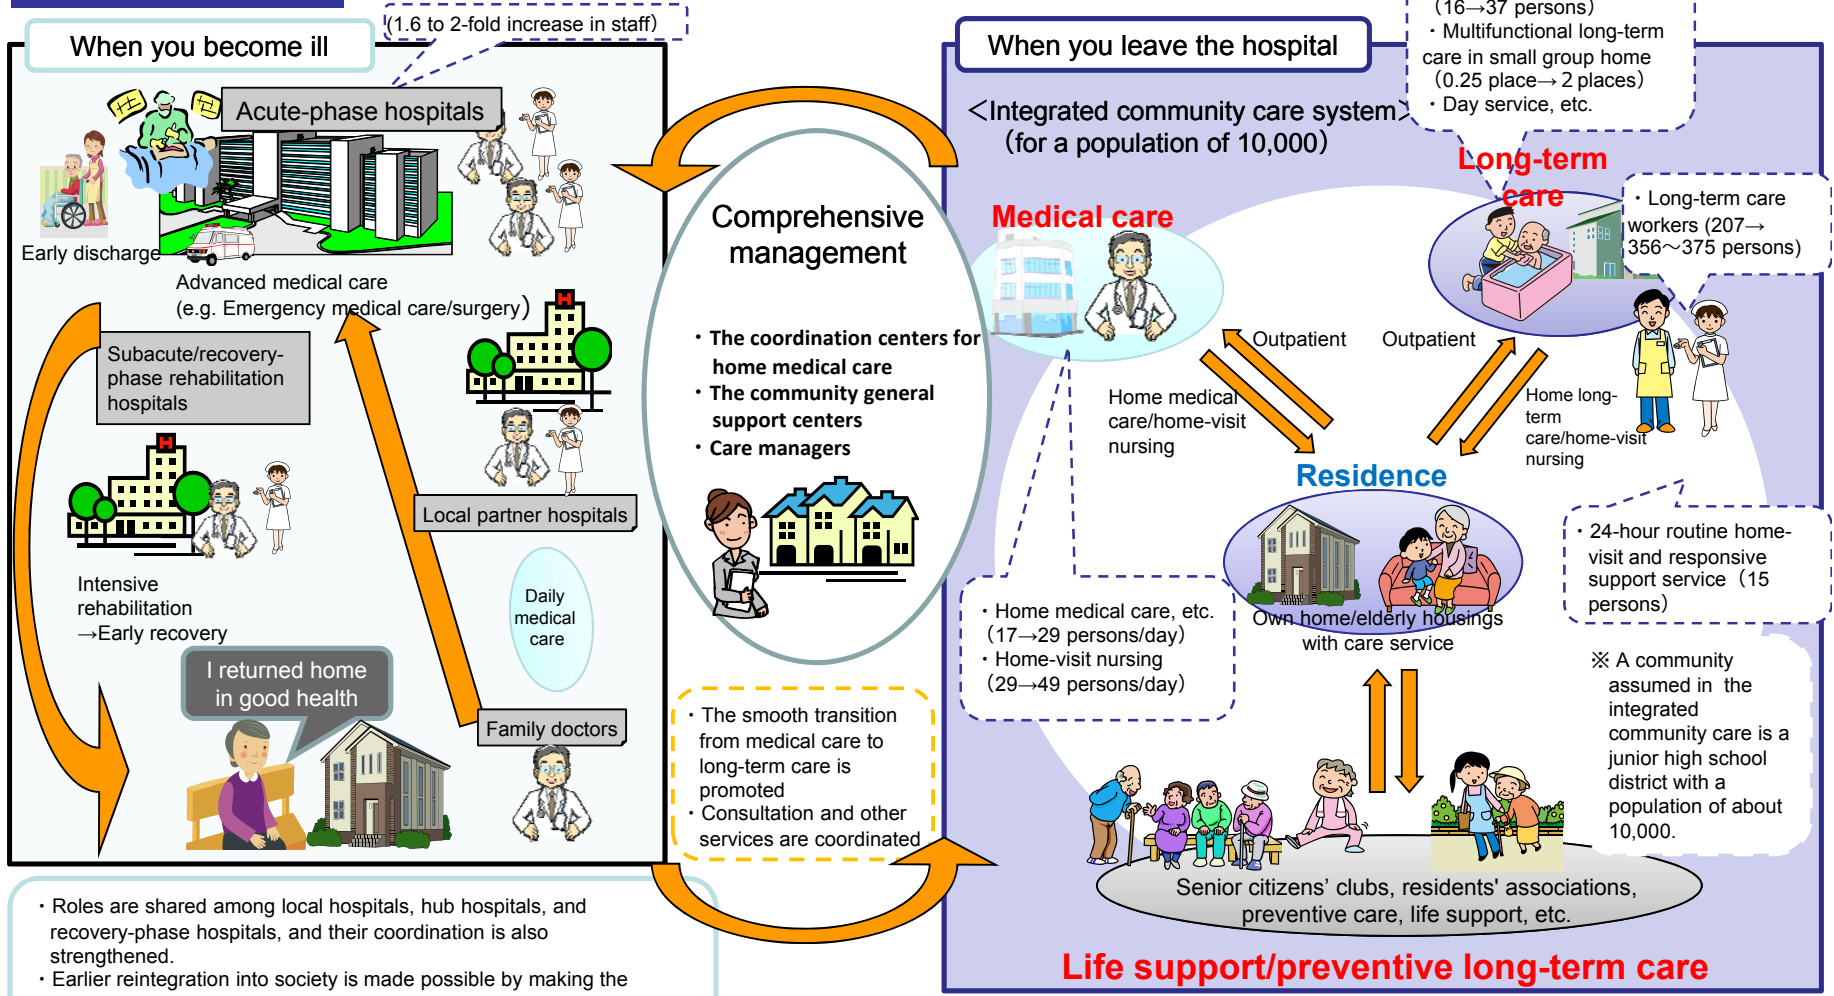 (1.6 to 2-fold increase in staff）
When you become ill
Acute-phase hospitals
Early discharge
Advanced medical care
(e.g. Emergency medical care/surgery）
Subacute/recovery-
phase rehabilitation
hospitals
Local partner hospitals
Intensive
rehabilitation
→Early recovery
Daily
medical
care
I returned home
in good health
Family doctors
・Roles are shared among local hospitals, hub hospitals, and
recovery-phase hospitals, and their coordination is also
strengthened.
・Earlier reintegration into society is made possible by making the
Comprehensive
management
・The coordination centers for
home medical care
・The community general
support centers
・Care managers
・The smooth transition
from medical care to
long-term care is
promoted
・Consultation and other
services are coordinated
When you leave the hospital
＜Integrated community care system＞
（for a population of 10,000）
（16→37 persons）
・Multifunctional long-term
care in small group home
（0.25 place→ 2 places）
・Day service, etc.
Long-term
care
・Long-term care
workers (207→
356～375 persons)
Medical care
Outpatient
Outpatient
Home medical
care/home-visit
nursing
Home long-
term
care/home-visit
nursing
Residence
Own home/elderly housings
with care service
・24-hour routine home-
visit and responsive
support service（15
persons）
・Home medical care, etc.
（17→29 persons/day）
・Home-visit nursing
（29→49 persons/day）
※ A community
assumed in the
integrated
community care is a
junior high school
district with a
population of about
10,000.
Senior citizens’ clubs, residents' associations,
preventive care, life support, etc.
Life support/preventive long-term care